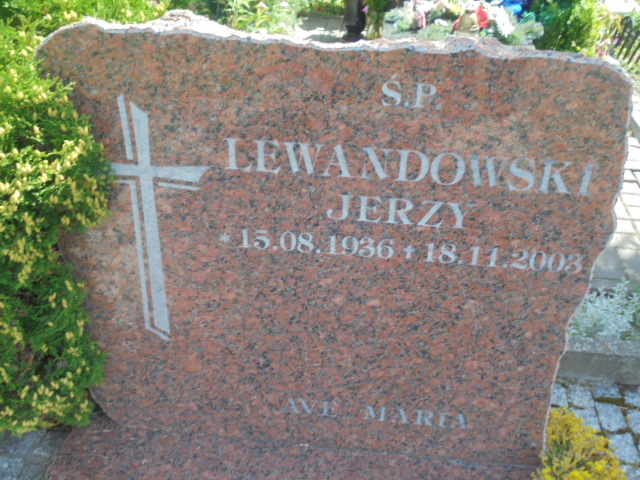 Ś.P.
LEWANDOWSKI
JERZY
* 15.08.1936 + 18.11.2003
AVE MARIA